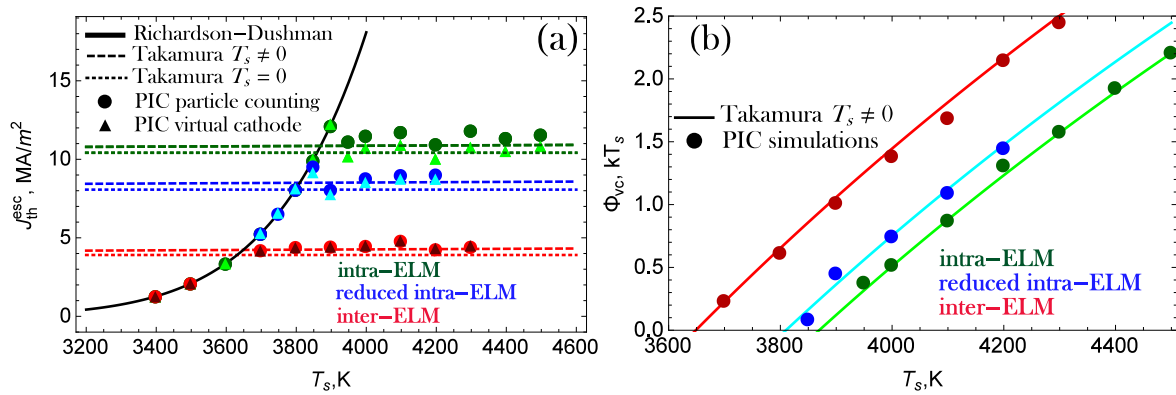 (a)
Richardson−Dushman
Takamura T_s ≠ 0
Takamura T_s = 0
PIC particle counting
PIC virtual cathode
J_th^esc, MA/m²
15
10
5
0
intra−ELM
reduced intra−ELM
inter−ELM
3200 3400 3600 3800 4000 4200 4400 4600
T_s,K
(b)
Takamura T_s ≠ 0
PIC simulations
Φ_vc, kT_s
2.5
2.0
1.5
1.0
0.5
0.0
intra−ELM
reduced intra−ELM
inter−ELM
3600 3800 4000 4200 4400
T_s,K